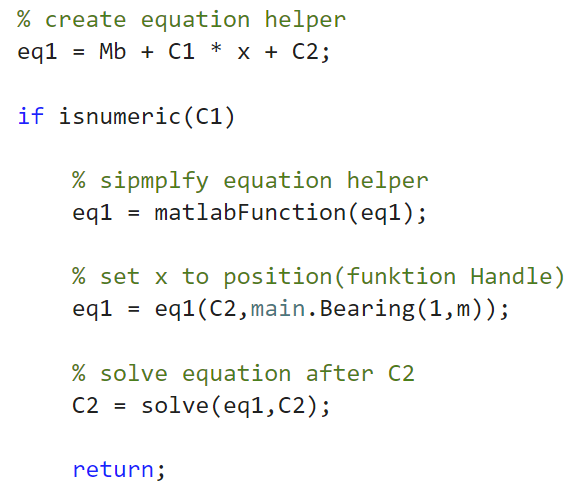 % create equation helper
eq1 = Mb + C1 * x + C2;
if isnumeric(C1)
% sipmplfy equation helper
eq1 = matlabFunction(eq1);
% set x to position(funktion Handle)
eq1 = eq1(C2,main.Bearing(1,m));
% solve equation after C2
C2 = solve(eq1,C2);
return;